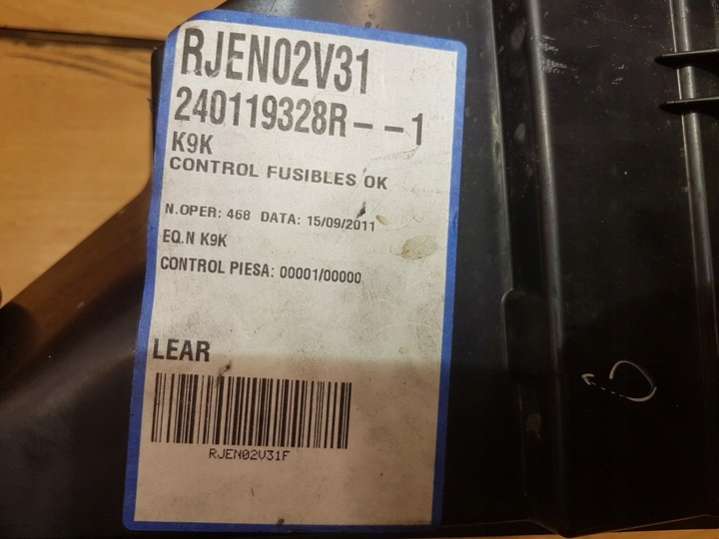 RJEN02V31
240119328R--1
K9K
CONTROL FUSIBLES OK
N.OPER: 468 DATA: 15/09/2011
EQ.N K9K
CONTROL PIESA: 00001/00000
LEAR
RJEN02V31F